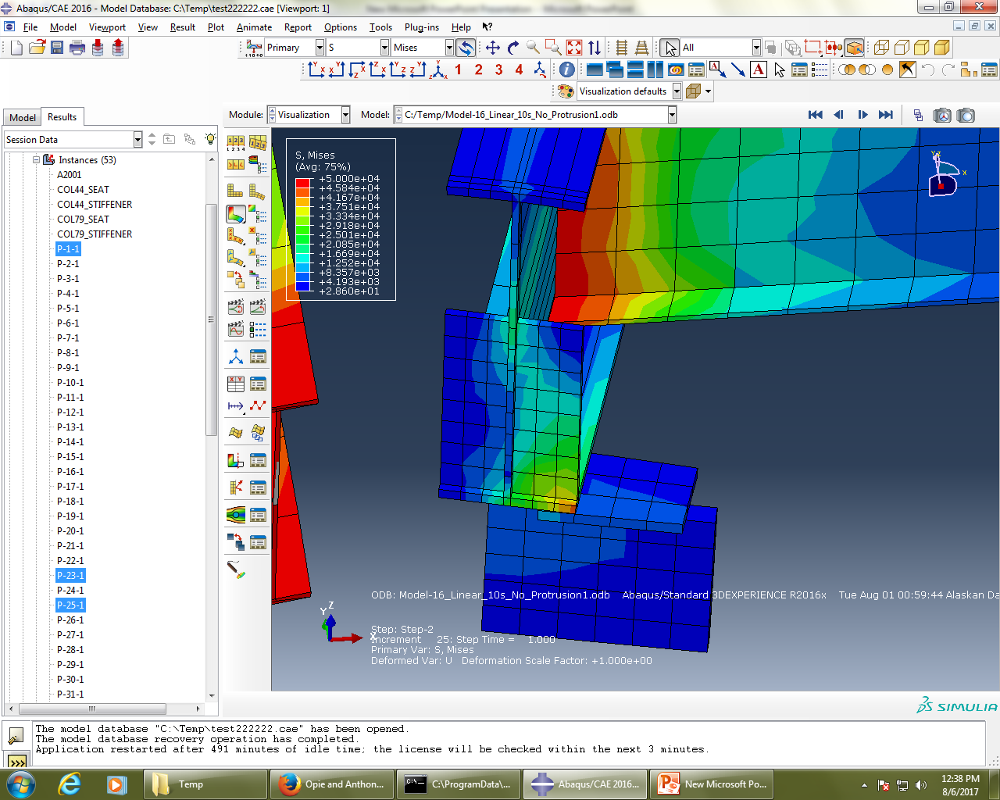 Abaqus/CAE 2016 - Model Database: C:\Temp\test222222.cae [Viewport: 1]
File Model Viewport View Result Plot Animate Report Options Tools Plug-ins Help
Primary S Mises All
1 2 3 4
Visualization defaults
Model Results
Module: Visualization Model: C:/Temp/Model-16_Linear_10s_No_Protrusion1.odb
Session Data
Instances (53)
A2001
COL44_SEAT
COL44_STIFFENER
COL79_SEAT
COL79_STIFFENER
P-1-1
P-2-1
P-3-1
P-4-1
P-5-1
P-6-1
P-7-1
P-8-1
P-9-1
P-10-1
P-11-1
P-12-1
P-13-1
P-14-1
P-15-1
P-16-1
P-17-1
P-18-1
P-19-1
P-20-1
P-21-1
P-22-1
P-23-1
P-24-1
P-25-1
P-26-1
P-27-1
P-28-1
P-29-1
P-30-1
P-31-1
S, Mises
(Avg: 75%)
+5.000e+04
+4.584e+04
+4.167e+04
+3.751e+04
+3.334e+04
+2.918e+04
+2.501e+04
+2.085e+04
+1.669e+04
+1.252e+04
+8.357e+03
+4.193e+03
+2.860e+01
Y Z X
ODB: Model-16_Linear_10s_No_Protrusion1.odb Abaqus/Standard 3DEXPERIENCE R2016x Tue Aug 01 00:59:44 Alaskan Da
Step: Step-2
Increment 25: Step Time = 1.000
Primary Var: S, Mises
Deformed Var: U Deformation Scale Factor: +1.000e+00
SIMULIA
The model database "C:\Temp\test222222.cae" has been opened.
The model database recovery operation has completed.
Application restarted after 491 minutes of idle time; the license will be checked within the next 3 minutes.
>>>
Temp
Opie and Anthon...
C:\ProgramData\...
Abaqus/CAE 2016...
New Microsoft Po...
12:38 PM
8/6/2017